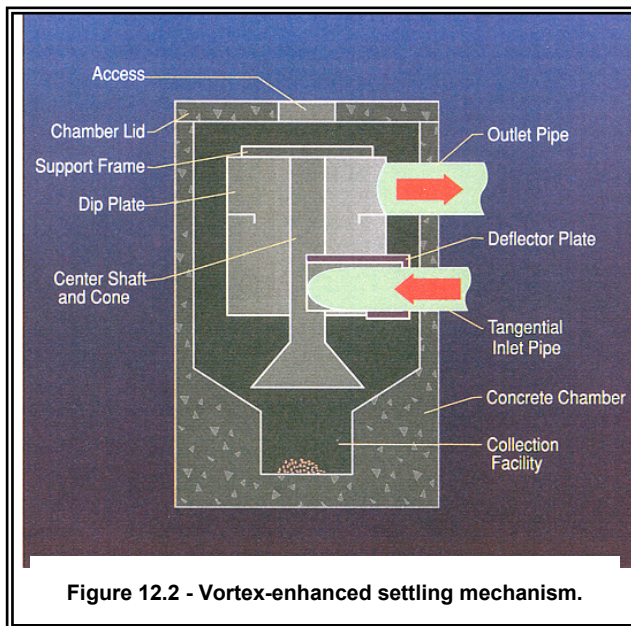 Access
Chamber Lid
Support Frame
Dip Plate
Center Shaft
and Cone
Outlet Pipe
Deflector Plate
Tangential
Inlet Pipe
Concrete Chamber
Collection
Facility
Figure 12.2 - Vortex-enhanced settling mechanism.